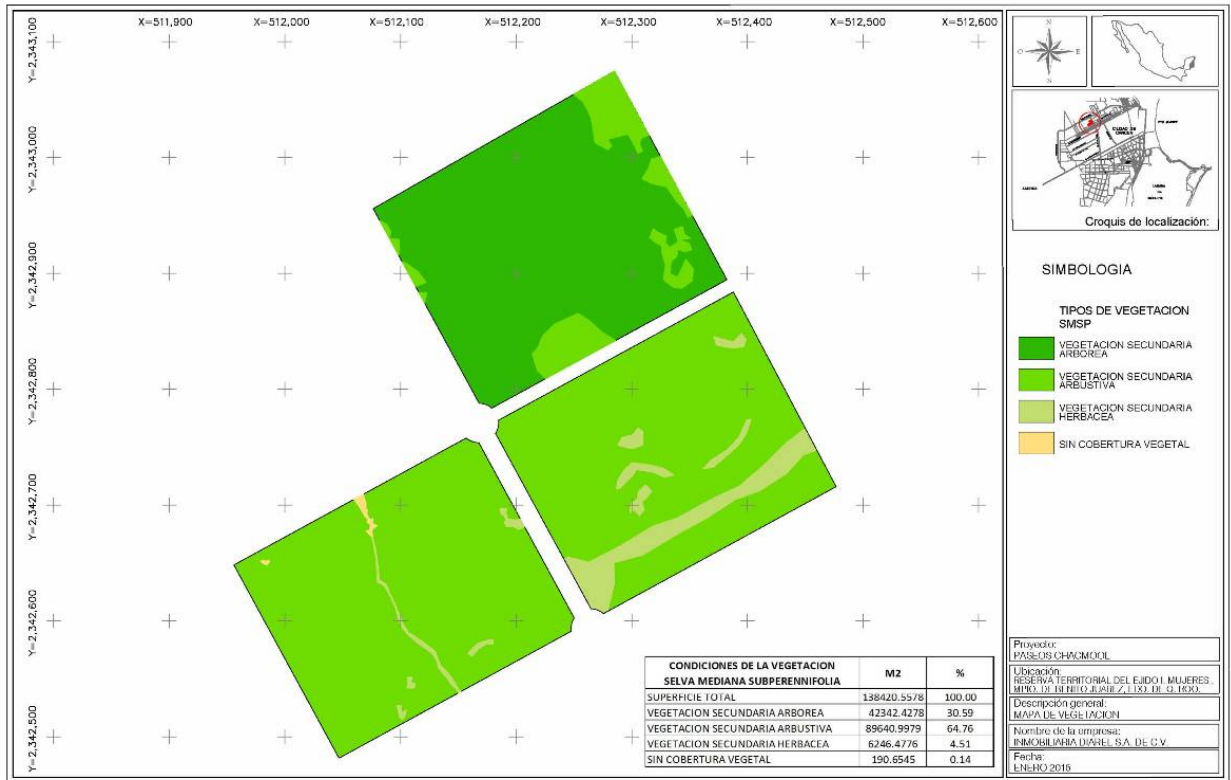 X=511,900 X=512,000 X=512,100 X=512,200 X=512,300 X=512,400 X=512,500 X=512,600
Y=2,343,100
Y=2,343,000
Y=2,342,900
Y=2,342,800
Y=2,342,700
Y=2,342,600
Y=2,342,500
N
O E
CIUDAD DE
CANCUN
LAGUNA
Croquis de localización:
SIMBOLOGIA
TIPOS DE VEGETACION
SMSP
VEGETACION SECUNDARIA
ARBOREA
VEGETACION SECUNDARIA
ARBUSTIVA
VEGETACION SECUNDARIA
HERBACEA
SIN COBERTURA VEGETAL
CONDICIONES DE LA VEGETACION
SELVA MEDIANA SUBPERENNIFOLIA
M2 %
SUPERFICIE TOTAL 138420.5578 100.00
VEGETACION SECUNDARIA ARBOREA 42342.4278 30.59
VEGETACION SECUNDARIA ARBUSTIVA 89640.9979 64.76
VEGETACION SECUNDARIA HERBACEA 6246.4776 4.51
SIN COBERTURA VEGETAL 190.6545 0.14
Proyecto:
PASEOS CHACMOOL
Ubicación:
RESERVA TERRITORIAL DEL EJIDO I. MUJERES,
MPIO. DE BENITO JUAREZ, EDO. DE Q. ROO.
Descripción general:
MAPA DE VEGETACION
Nombre de la empresa:
INMOBILIARIA DIAREL S.A. DE C.V.
Fecha:
ENERO 2016